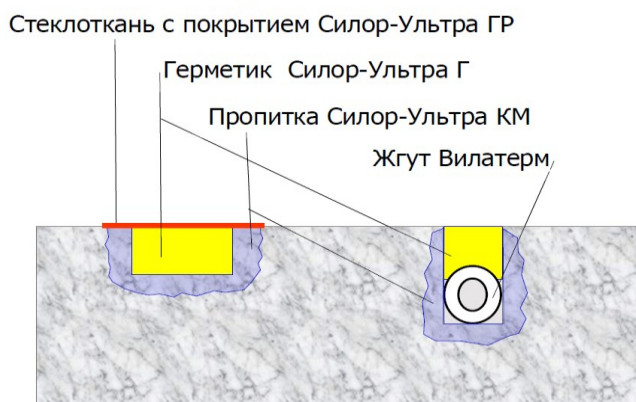 Стеклоткань с покрытием Силор-Ультра ГР
Герметик Силор-Ультра Г
Пропитка Силор-Ультра КМ
Жгут Вилатерм